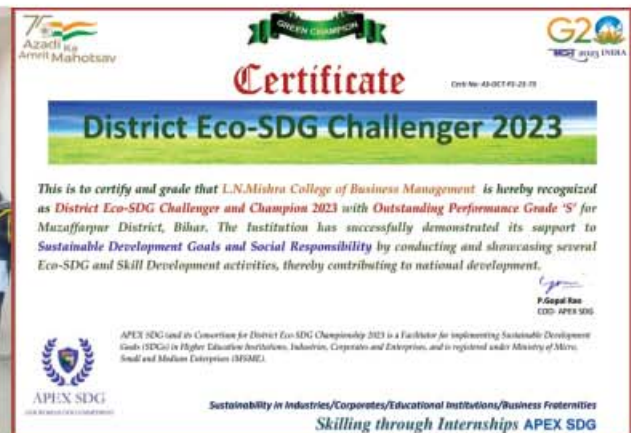 75
Azadi Ka
Amrit Mahotsav
GREEN CHAMPION
G20
2023 INDIA
Certificate
District Eco-SDG Challenger 2023
This is to certify and grade that L.N.Mishra College of Business Management is hereby recognized
as District Eco-SDG Challenger and Champion 2023 with Outstanding Performance Grade 'S' for
Muzaffarpur District, Bihar. The Institution has successfully demonstrated its support to
Sustainable Development Goals and Social Responsibility by conducting and showcasing several
Eco-SDG and Skill Development activities, thereby contributing to national development.
P.Gopal Rao
COO- APEX SDG
APEX SDG (and its Consortium for District Eco-SDG Championship 2023 is a Facilitator for implementing Sustainable Development
Goals (SDGs) in Higher Education Institutions, Industries, Corporates and Enterprises, and is registered under Ministry of Micro,
Small and Medium Enterprises (MSME).
APEX SDG
Sustainability in Industries/Corporates/Educational Institutions/Business Fraternities
Skilling through Internships APEX SDG